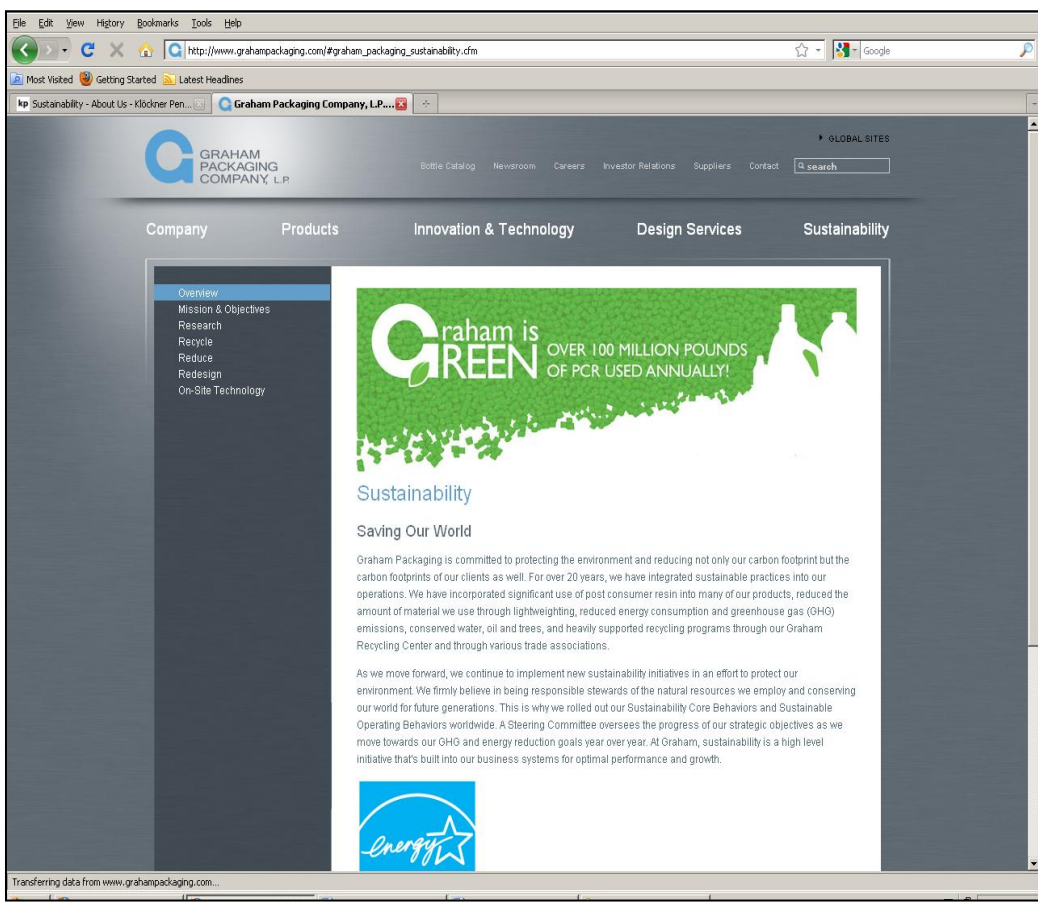 File Edit View History Bookmarks Tools Help
http://www.grahampackaging.com/#graham_packaging_sustainability.cfm
Google
Most Visited Getting Started Latest Headlines
kp Sustainability - About Us - Klöckner Pen...
Graham Packaging Company, L.P....
GLOBAL SITES
GRAHAM
PACKAGING
COMPANY, L.P.
Bottle Catalog Newsroom Careers Investor Relations Suppliers Contact search
Company Products Innovation & Technology Design Services Sustainability
Overview
Mission & Objectives
Research
Recycle
Reduce
Redesign
On-Site Technology
Graham is
GREEN
OVER 100 MILLION POUNDS
OF PCR USED ANNUALLY!
Sustainability
Saving Our World
Graham Packaging is committed to protecting the environment and reducing not only our carbon footprint but the
carbon footprints of our clients as well. For over 20 years, we have integrated sustainable practices into our
operations. We have incorporated significant use of post consumer resin into many of our products, reduced the
amount of material we use through lightweighting, reduced energy consumption and greenhouse gas (GHG)
emissions, conserved water, oil and trees, and heavily supported recycling programs through our Graham
Recycling Center and through various trade associations.
As we move forward, we continue to implement new sustainability initiatives in an effort to protect our
environment. We firmly believe in being responsible stewards of the natural resources we employ and conserving
our world for future generations. This is why we rolled out our Sustainability Core Behaviors and Sustainable
Operating Behaviors worldwide. A Steering Committee oversees the progress of our strategic objectives as we
move towards our GHG and energy reduction goals year over year. At Graham, sustainability is a high level
initiative that's built into our business systems for optimal performance and growth.
energy
Transferring data from www.grahampackaging.com...